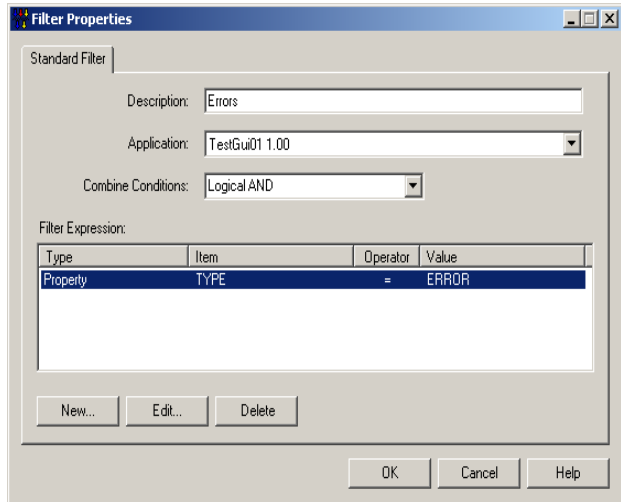 Filter Properties
Standard Filter
Description: Errors
Application: TestGui01 1.00
Combine Conditions: Logical AND
Filter Expression:
Type Item Operator Value
Property TYPE = ERROR
New... Edit... Delete
OK Cancel Help